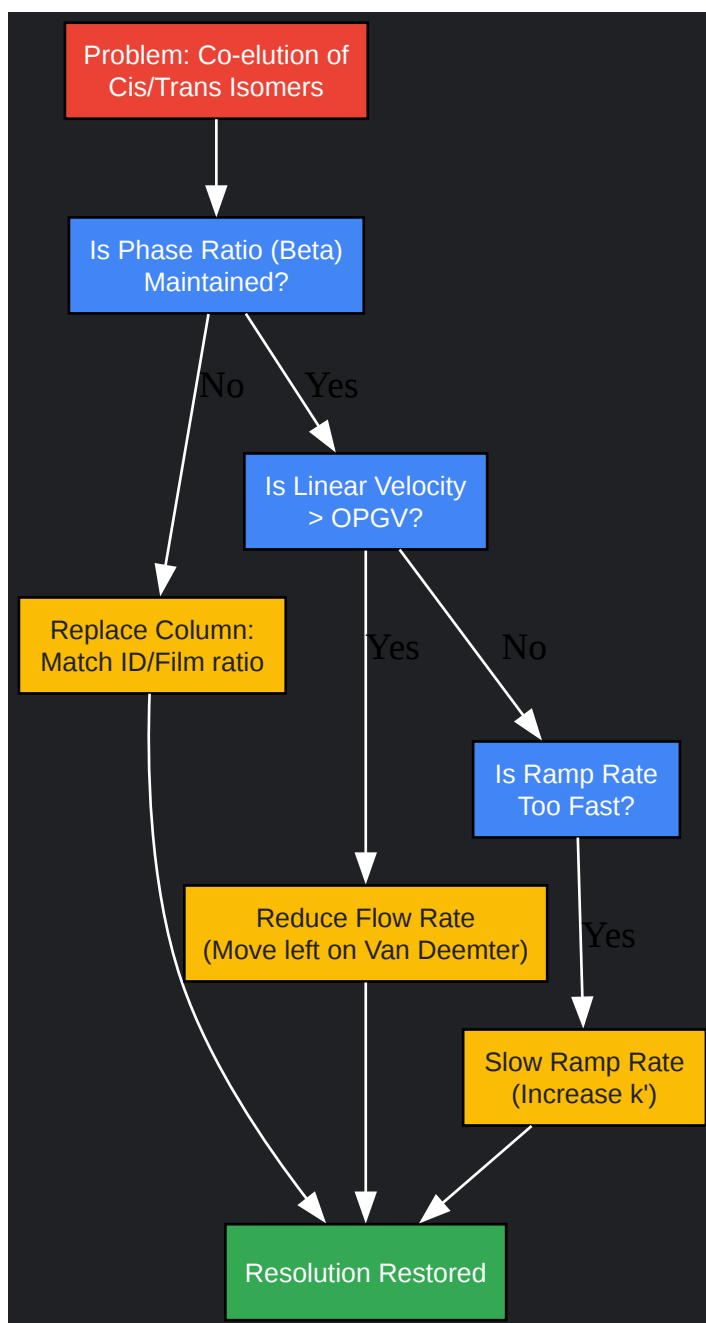 Problem: Co-elution of
Cis/Trans Isomers
Is Phase Ratio (Beta)
Maintained?
No
Yes
Is Linear Velocity
> OPGV?
Replace Column:
Match ID/Film ratio
Yes
No
Is Ramp Rate
Too Fast?
Reduce Flow Rate
(Move left on Van Deemter)
Yes
Slow Ramp Rate
(Increase k')
Resolution Restored